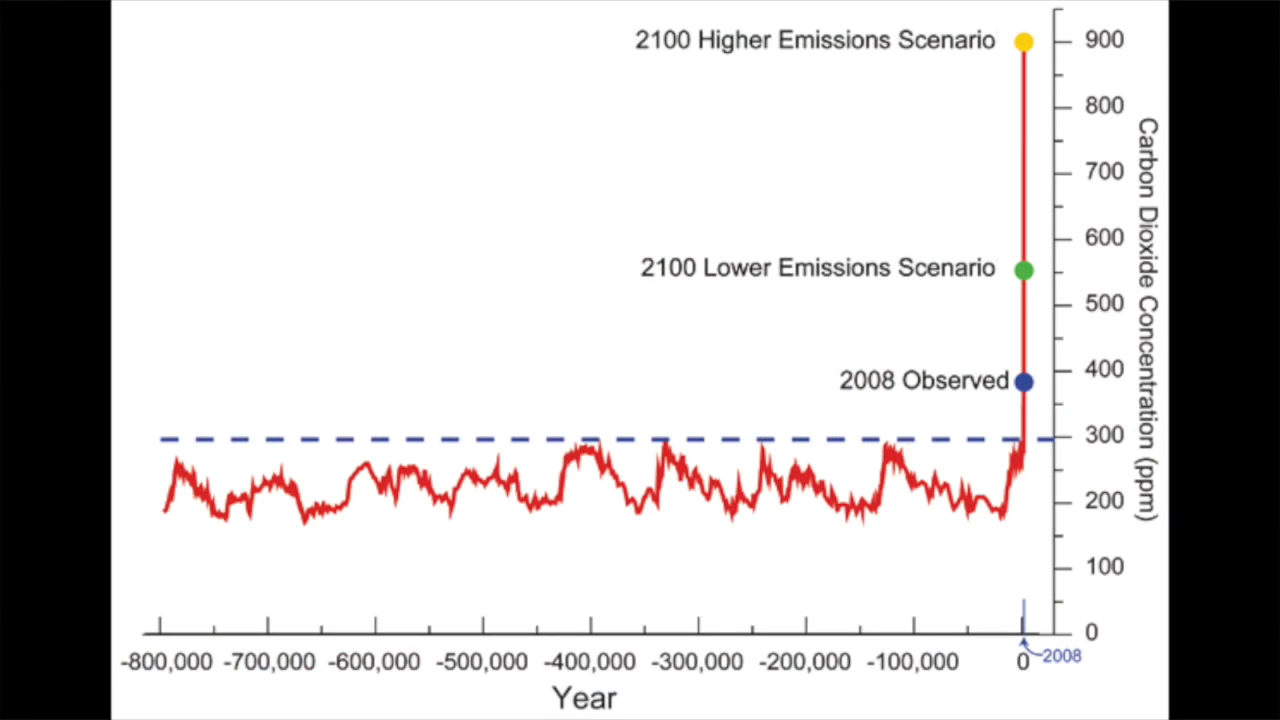 2100 Higher Emissions Scenario
900
800
Carbon Dioxide Concentration (ppm)
700
600
2100 Lower Emissions Scenario
500
400
2008 Observed
300
200
100
0
-800,000 -700,000 -600,000 -500,000 -400,000 -300,000 -200,000 -100,000 0 2008
Year